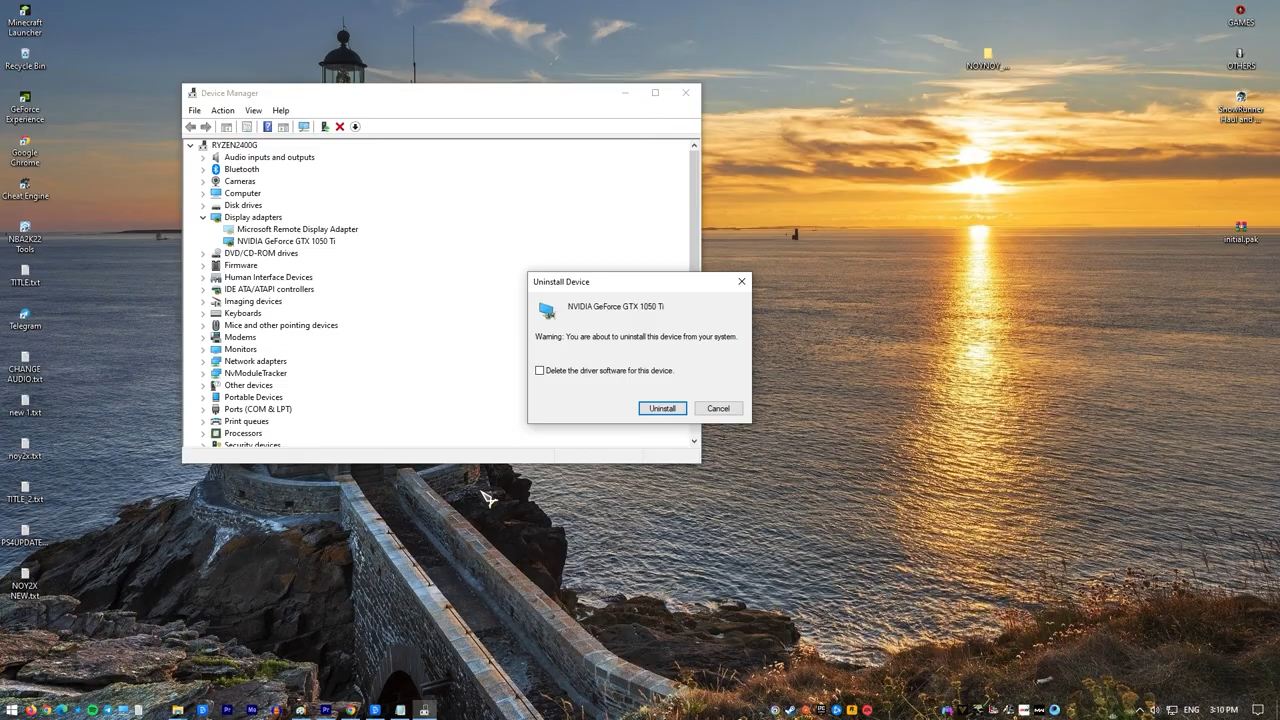 Minecraft
Launcher
Recycle Bin
GeForce
Experience
Google
Chrome
Cheat Engine
NBA2K22
Tools
TITLE.txt
Telegram
CHANGE
AUDIO.txt
new 1.txt
noy2x.txt
TITLE_2.txt
PS4UPDATE...
NOY2X
NEW.txt
Device Manager
File Action View Help
RYZEN2400G
Audio inputs and outputs
Bluetooth
Cameras
Computer
Disk drives
Display adapters
Microsoft Remote Display Adapter
NVIDIA GeForce GTX 1050 Ti
DVD/CD-ROM drives
Firmware
Human Interface Devices
IDE ATA/ATAPI controllers
Imaging devices
Keyboards
Mice and other pointing devices
Modems
Monitors
Network adapters
NvModuleTracker
Other devices
Portable Devices
Ports (COM & LPT)
Print queues
Processors
Security devices
Uninstall Device
NVIDIA GeForce GTX 1050 Ti
Warning: You are about to uninstall this device from your system.
Delete the driver software for this device.
Uninstall Cancel
NOYNOY_...
GAMES
OTHERS
SnowRunner
Haul and ...
initial.pak
ENG 3:10 PM